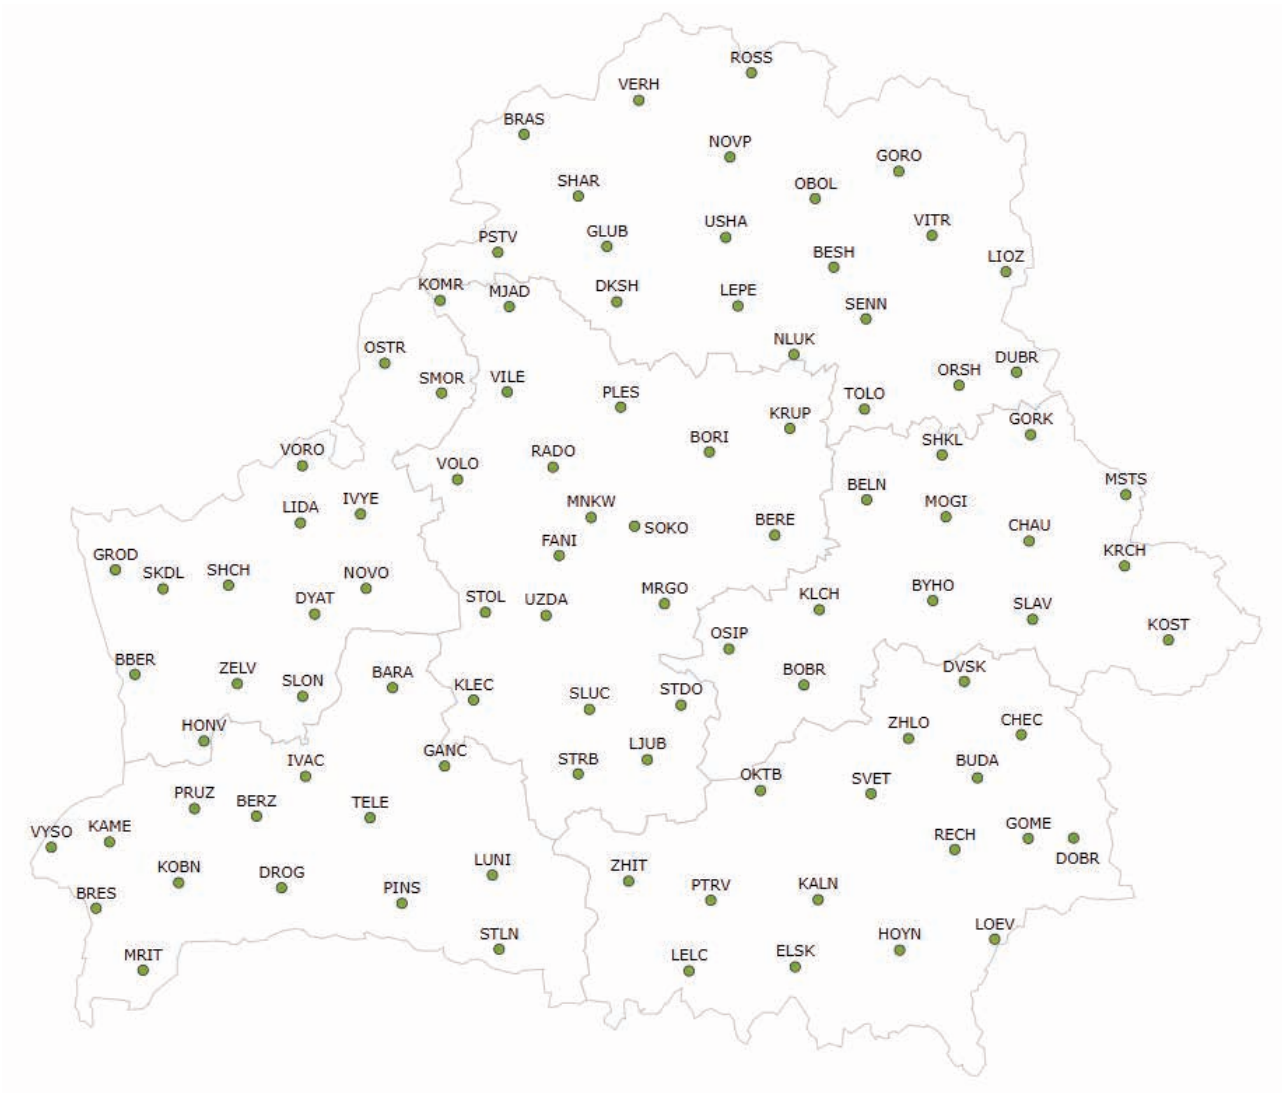 ROSS
VERH
BRAS
NOVP
GORO
SHAR
OBOL
VITR
USHA
GLUB
PSTV
BESH
LIOZ
KOMR
MJAD
DKSH
LEPE
SENN
NLUK
OSTR
DUBR
ORSH
SMOR
VILE
PLES
TOLO
KRUP
GORK
BORI
SHKL
VORO
RADO
VOLO
MSTS
BELN
IVYE
LIDA
MNKW
MOGI
BERE
CHAU
SOKO
FANI
KRCH
GROD
SKDL
SHCH
NOVO
DYAT
STOL
UZDA
MRGO
KLCH
BYHO
SLAV
OSIP
KOST
BBER
ZELV
SLON
BARA
KLEC
SLUC
STDO
BOBR
DVSK
HONV
ZHLO
CHEC
IVAC
GANC
STRB
LJUB
OKTB
SVET
BUDA
PRUZ
BERZ
TELE
VYSO
KAME
RECH
GOME
DOBR
KOBN
DROG
LUNI
ZHIT
BRES
PINS
PTRV
KALN
STLN
HOYN
LOEV
MRIT
LELC
ELSK